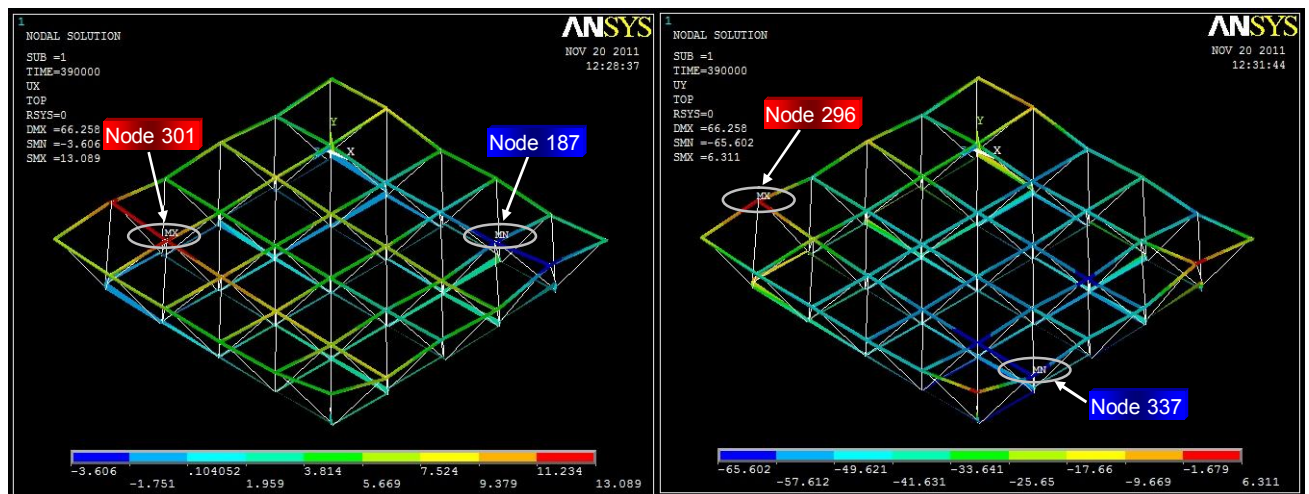 1
NODAL SOLUTION
SUB =1
TIME=390000
UX
TOP
RSYS=0
DMX =66.258
SMN =-3.606
SMX =13.089
ANSYS
NOV 20 2011
12:28:37
Node 301
Node 187
Y
X
MX
MN
-3.606
-1.751
.104052
1.959
3.814
5.669
7.524
9.379
11.234
13.089
1
NODAL SOLUTION
SUB =1
TIME=390000
UY
TOP
RSYS=0
DMX =66.258
SMN =-65.602
SMX =6.311
ANSYS
NOV 20 2011
12:31:44
Node 296
MX
Y
X
MN
Node 337
-65.602
-57.612
-49.621
-41.631
-33.641
-25.65
-17.66
-9.669
-1.679
6.311